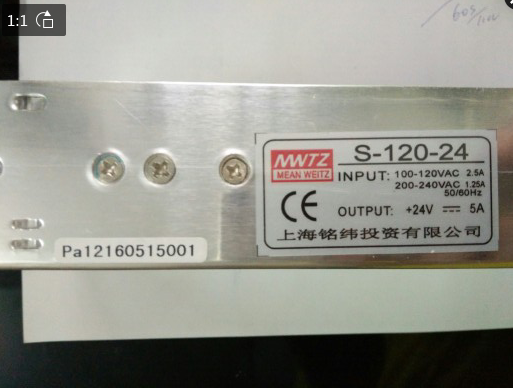 1:1
NWTZ
MEAN WEITZ
S-120-24
INPUT: 100-120VAC 2.5A
200-240VAC 1.25A
50/60Hz
CE
OUTPUT: +24V 5A
上海铭纬投资有限公司
Pa12160515001